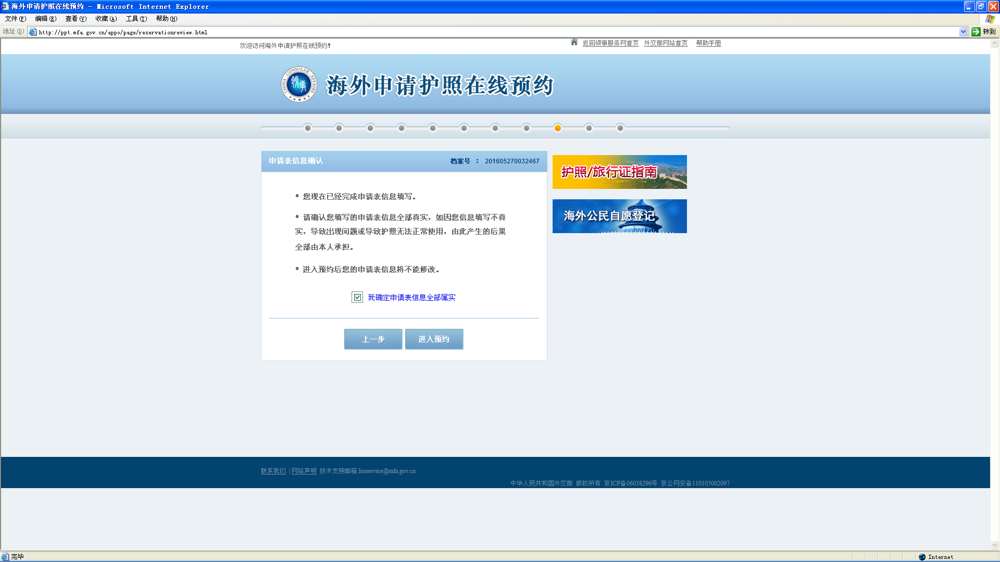 海外申请护照在线预约 - Microsoft Internet Explorer
文件(F) 编辑(E) 查看(V) 收藏(A) 工具(T) 帮助(H)
地址(D) http://ppt.mfa.gov.cn/appo/page/reservationreview.html 转到
欢迎访问海外申请护照在线预约! 返回领事服务网首页 外交部网站首页 帮助手册
CHINA·CONSULAR·AFFAIRS
领事
海外申请护照在线预约
申请表信息确认 档案号 : 201605270032467
• 您现在已经完成申请表信息填写。
• 请确认您填写的申请表信息全部真实，如因您信息填写不真
实，导致出现问题或导致护照无法正常使用，由此产生的后果
全部由本人承担。
• 进入预约后您的申请表信息将不能修改。
我确定申请表信息全部属实
上一步 进入预约
护照/旅行证指南
海外公民自愿登记
联系我们 | 网站声明 技术支持邮箱:lssservice@mfa.gov.cn
中华人民共和国外交部 版权所有 京ICP备06038296号 京公网安备110105002097
完毕 Internet